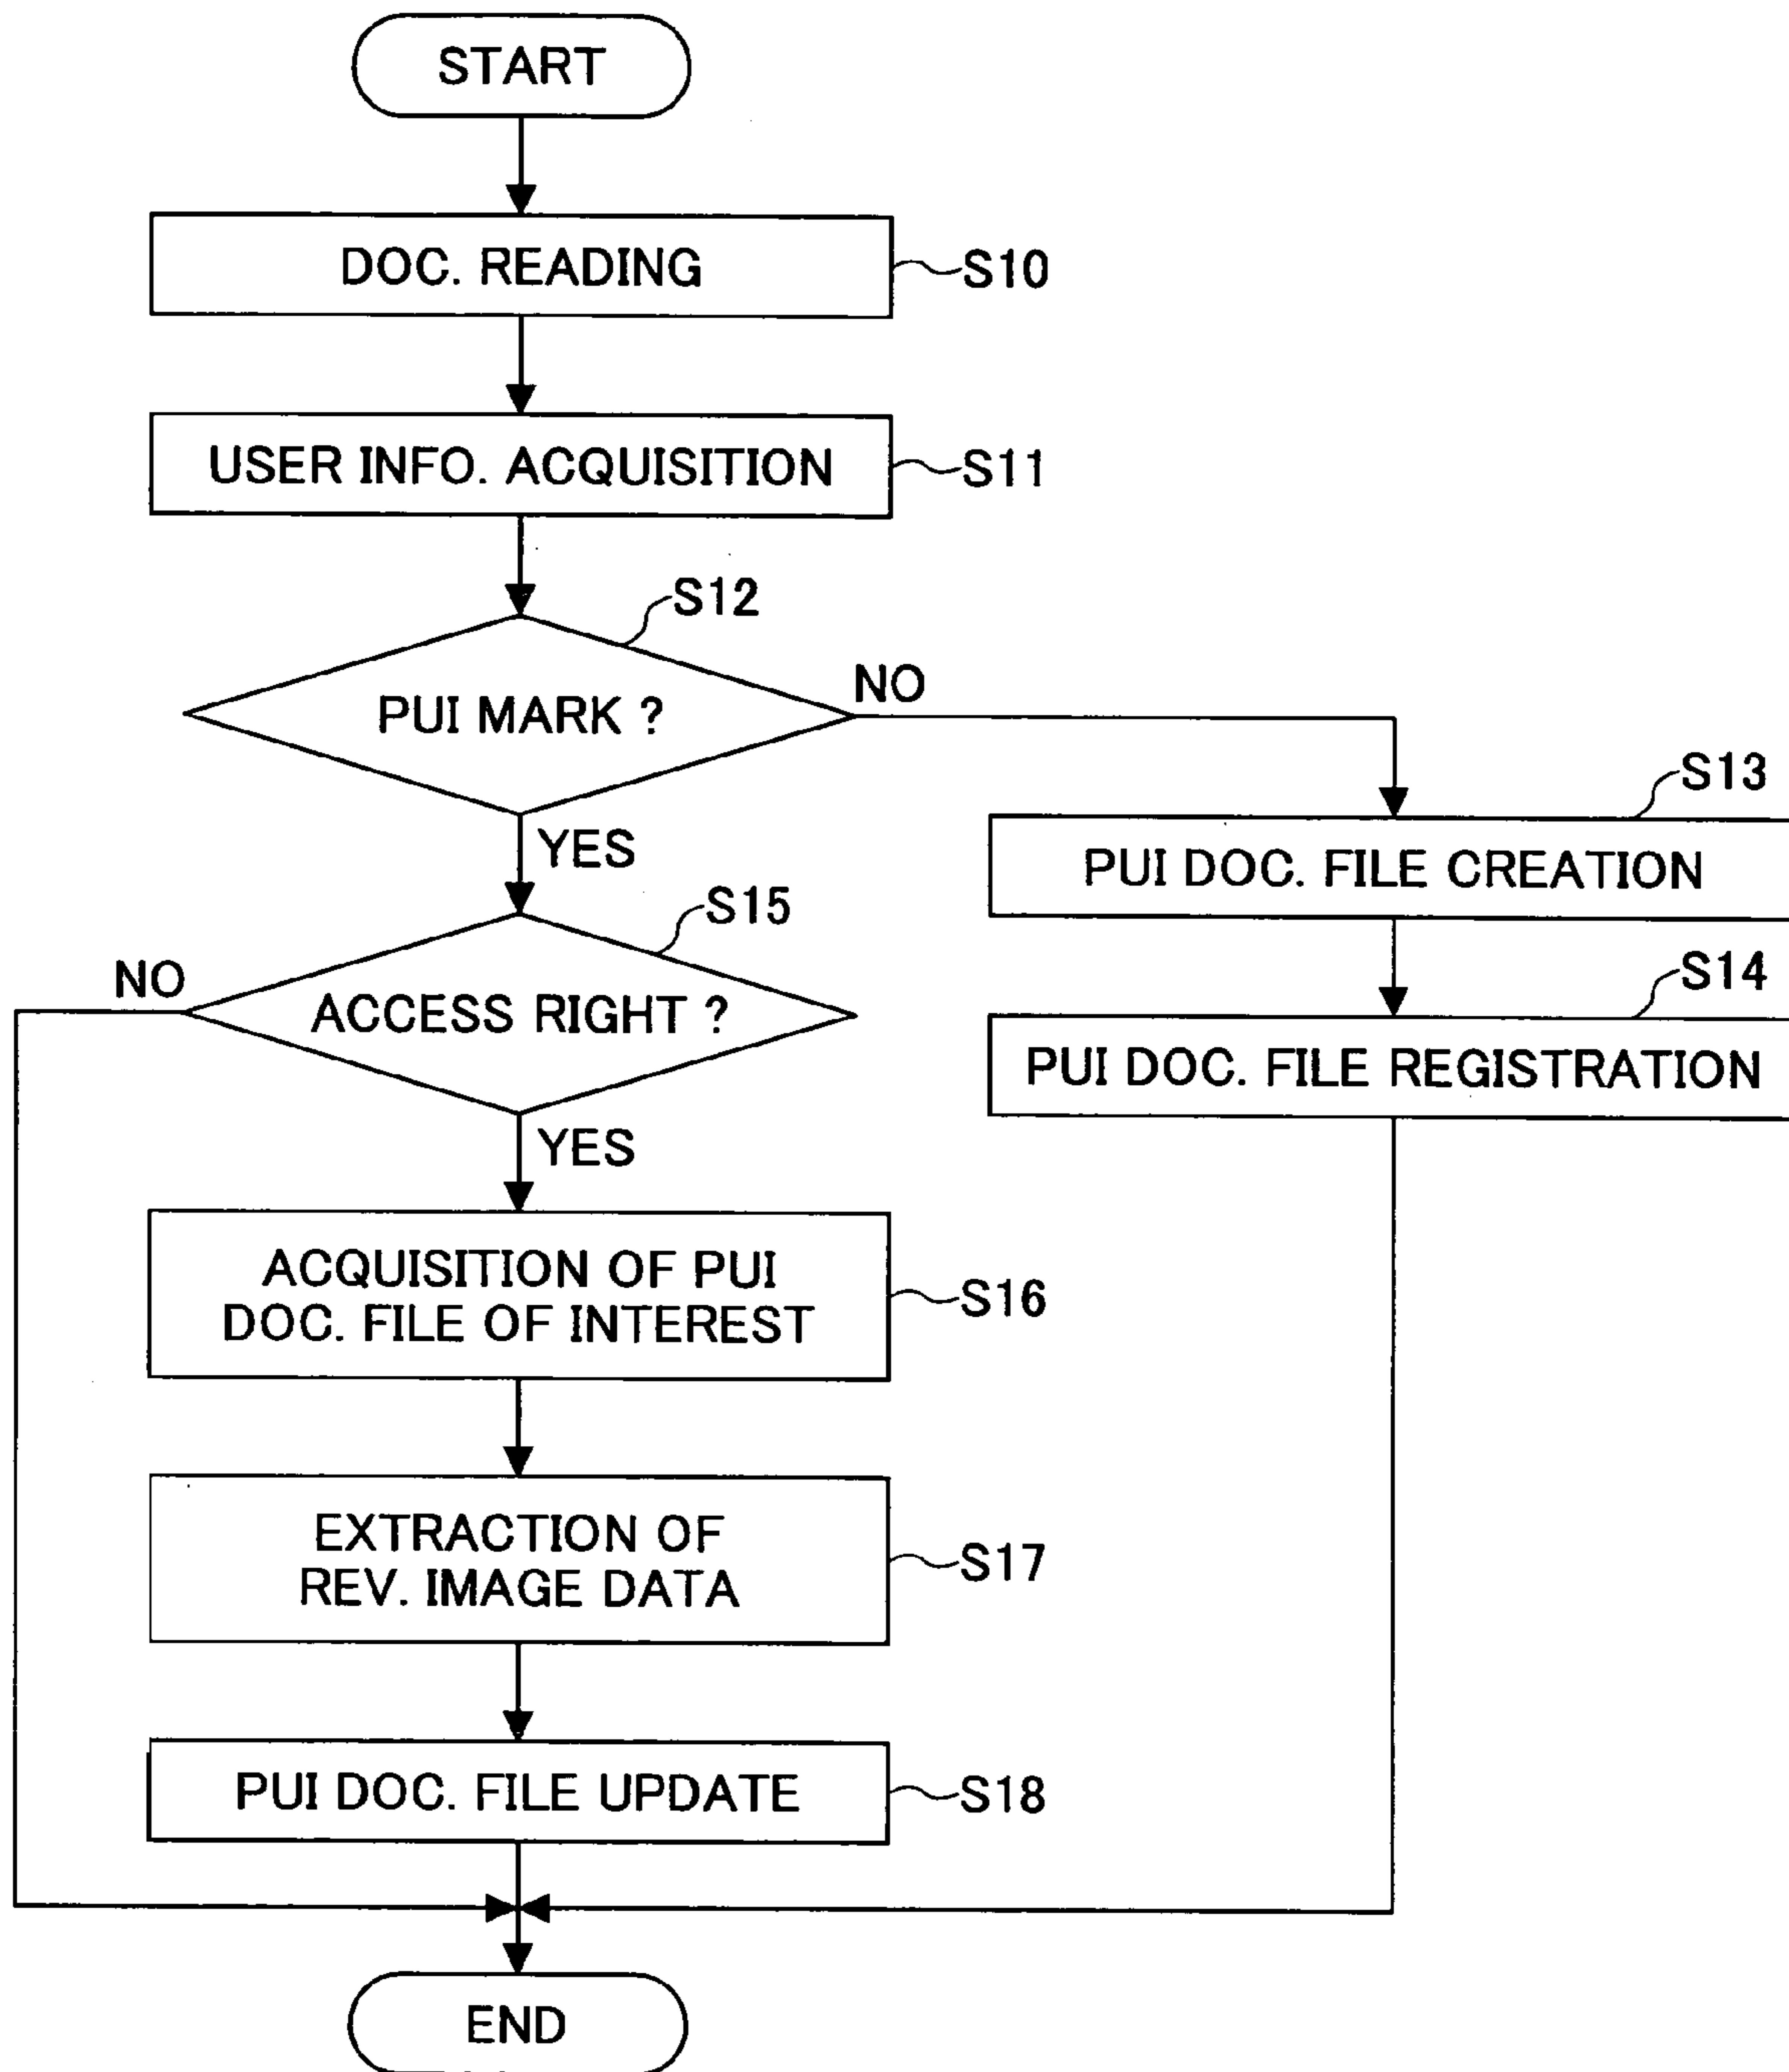 START
DOC. READING
S10
USER INFO. ACQUISITION
S11
S12
PUI MARK ?
NO
YES
S13
PUI DOC. FILE CREATION
S14
PUI DOC. FILE REGISTRATION
S15
NO
ACCESS RIGHT ?
YES
ACQUISITION OF PUI
DOC. FILE OF INTEREST
S16
EXTRACTION OF
REV. IMAGE DATA
S17
PUI DOC. FILE UPDATE
S18
END